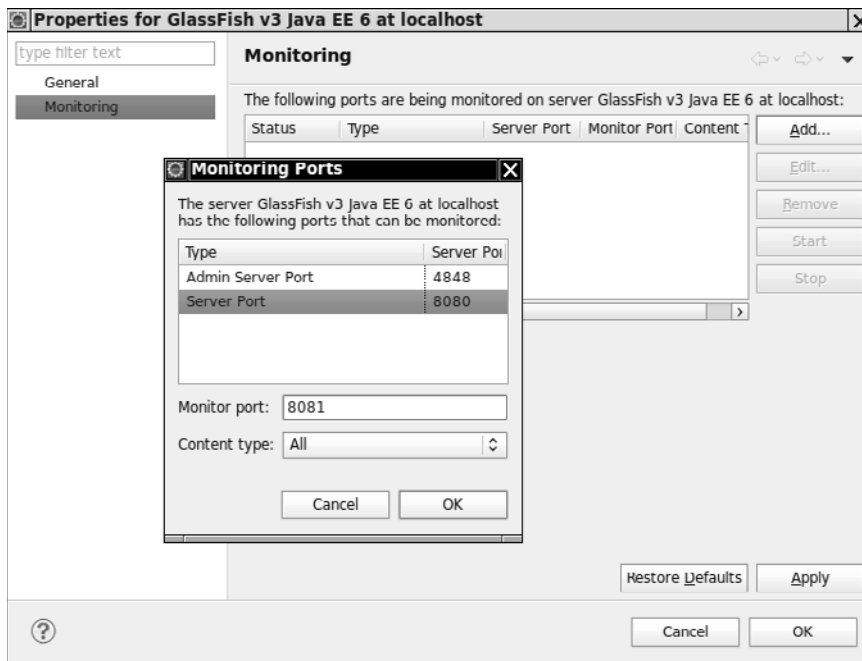 Properties for GlassFish v3 Java EE 6 at localhost
type filter text
General
Monitoring
Monitoring
The following ports are being monitored on server GlassFish v3 Java EE 6 at localhost:
Status Type Server Port Monitor Port Content
Add...
Edit...
Remove
Start
Stop
Monitoring Ports
The server GlassFish v3 Java EE 6 at localhost
has the following ports that can be monitored:
Type Server Por
Admin Server Port 4848
Server Port 8080
Monitor port: 8081
Content type: All
Cancel OK
Restore Defaults Apply
? Cancel OK